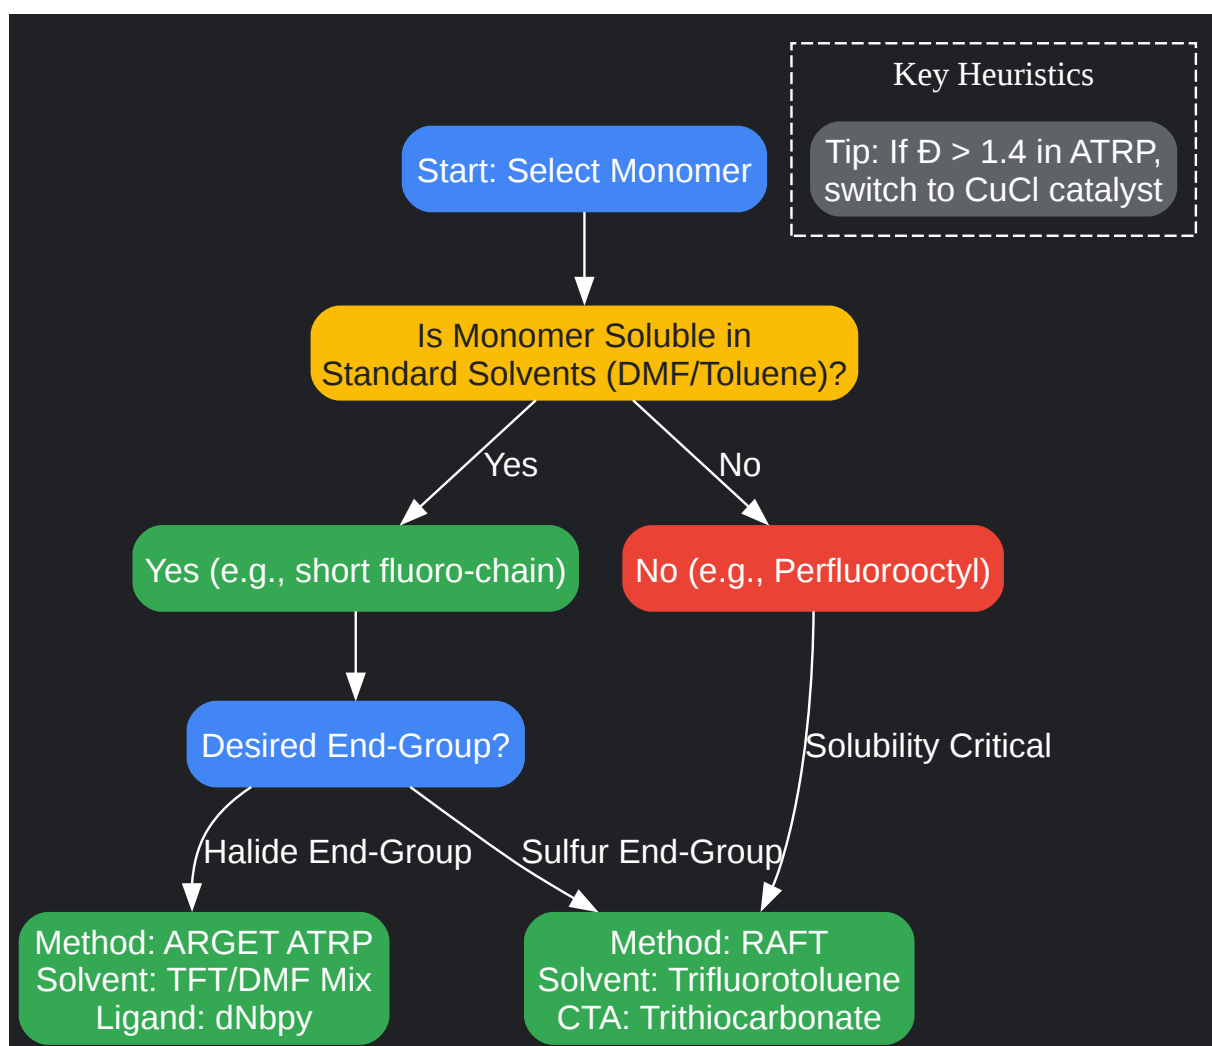 Key Heuristics
Tip: If Đ > 1.4 in ATRP,
switch to CuCl catalyst
Start: Select Monomer
Is Monomer Soluble in
Standard Solvents (DMF/Toluene)?
Yes
No
Yes (e.g., short fluoro-chain)
No (e.g., Perfluorooctyl)
Desired End-Group?
Solubility Critical
Halide End-Group
Sulfur End-Group
Method: ARGET ATRP
Solvent: TFT/DMF Mix
Ligand: dNbpy
Method: RAFT
Solvent: Trifluorotoluene
CTA: Trithiocarbonate